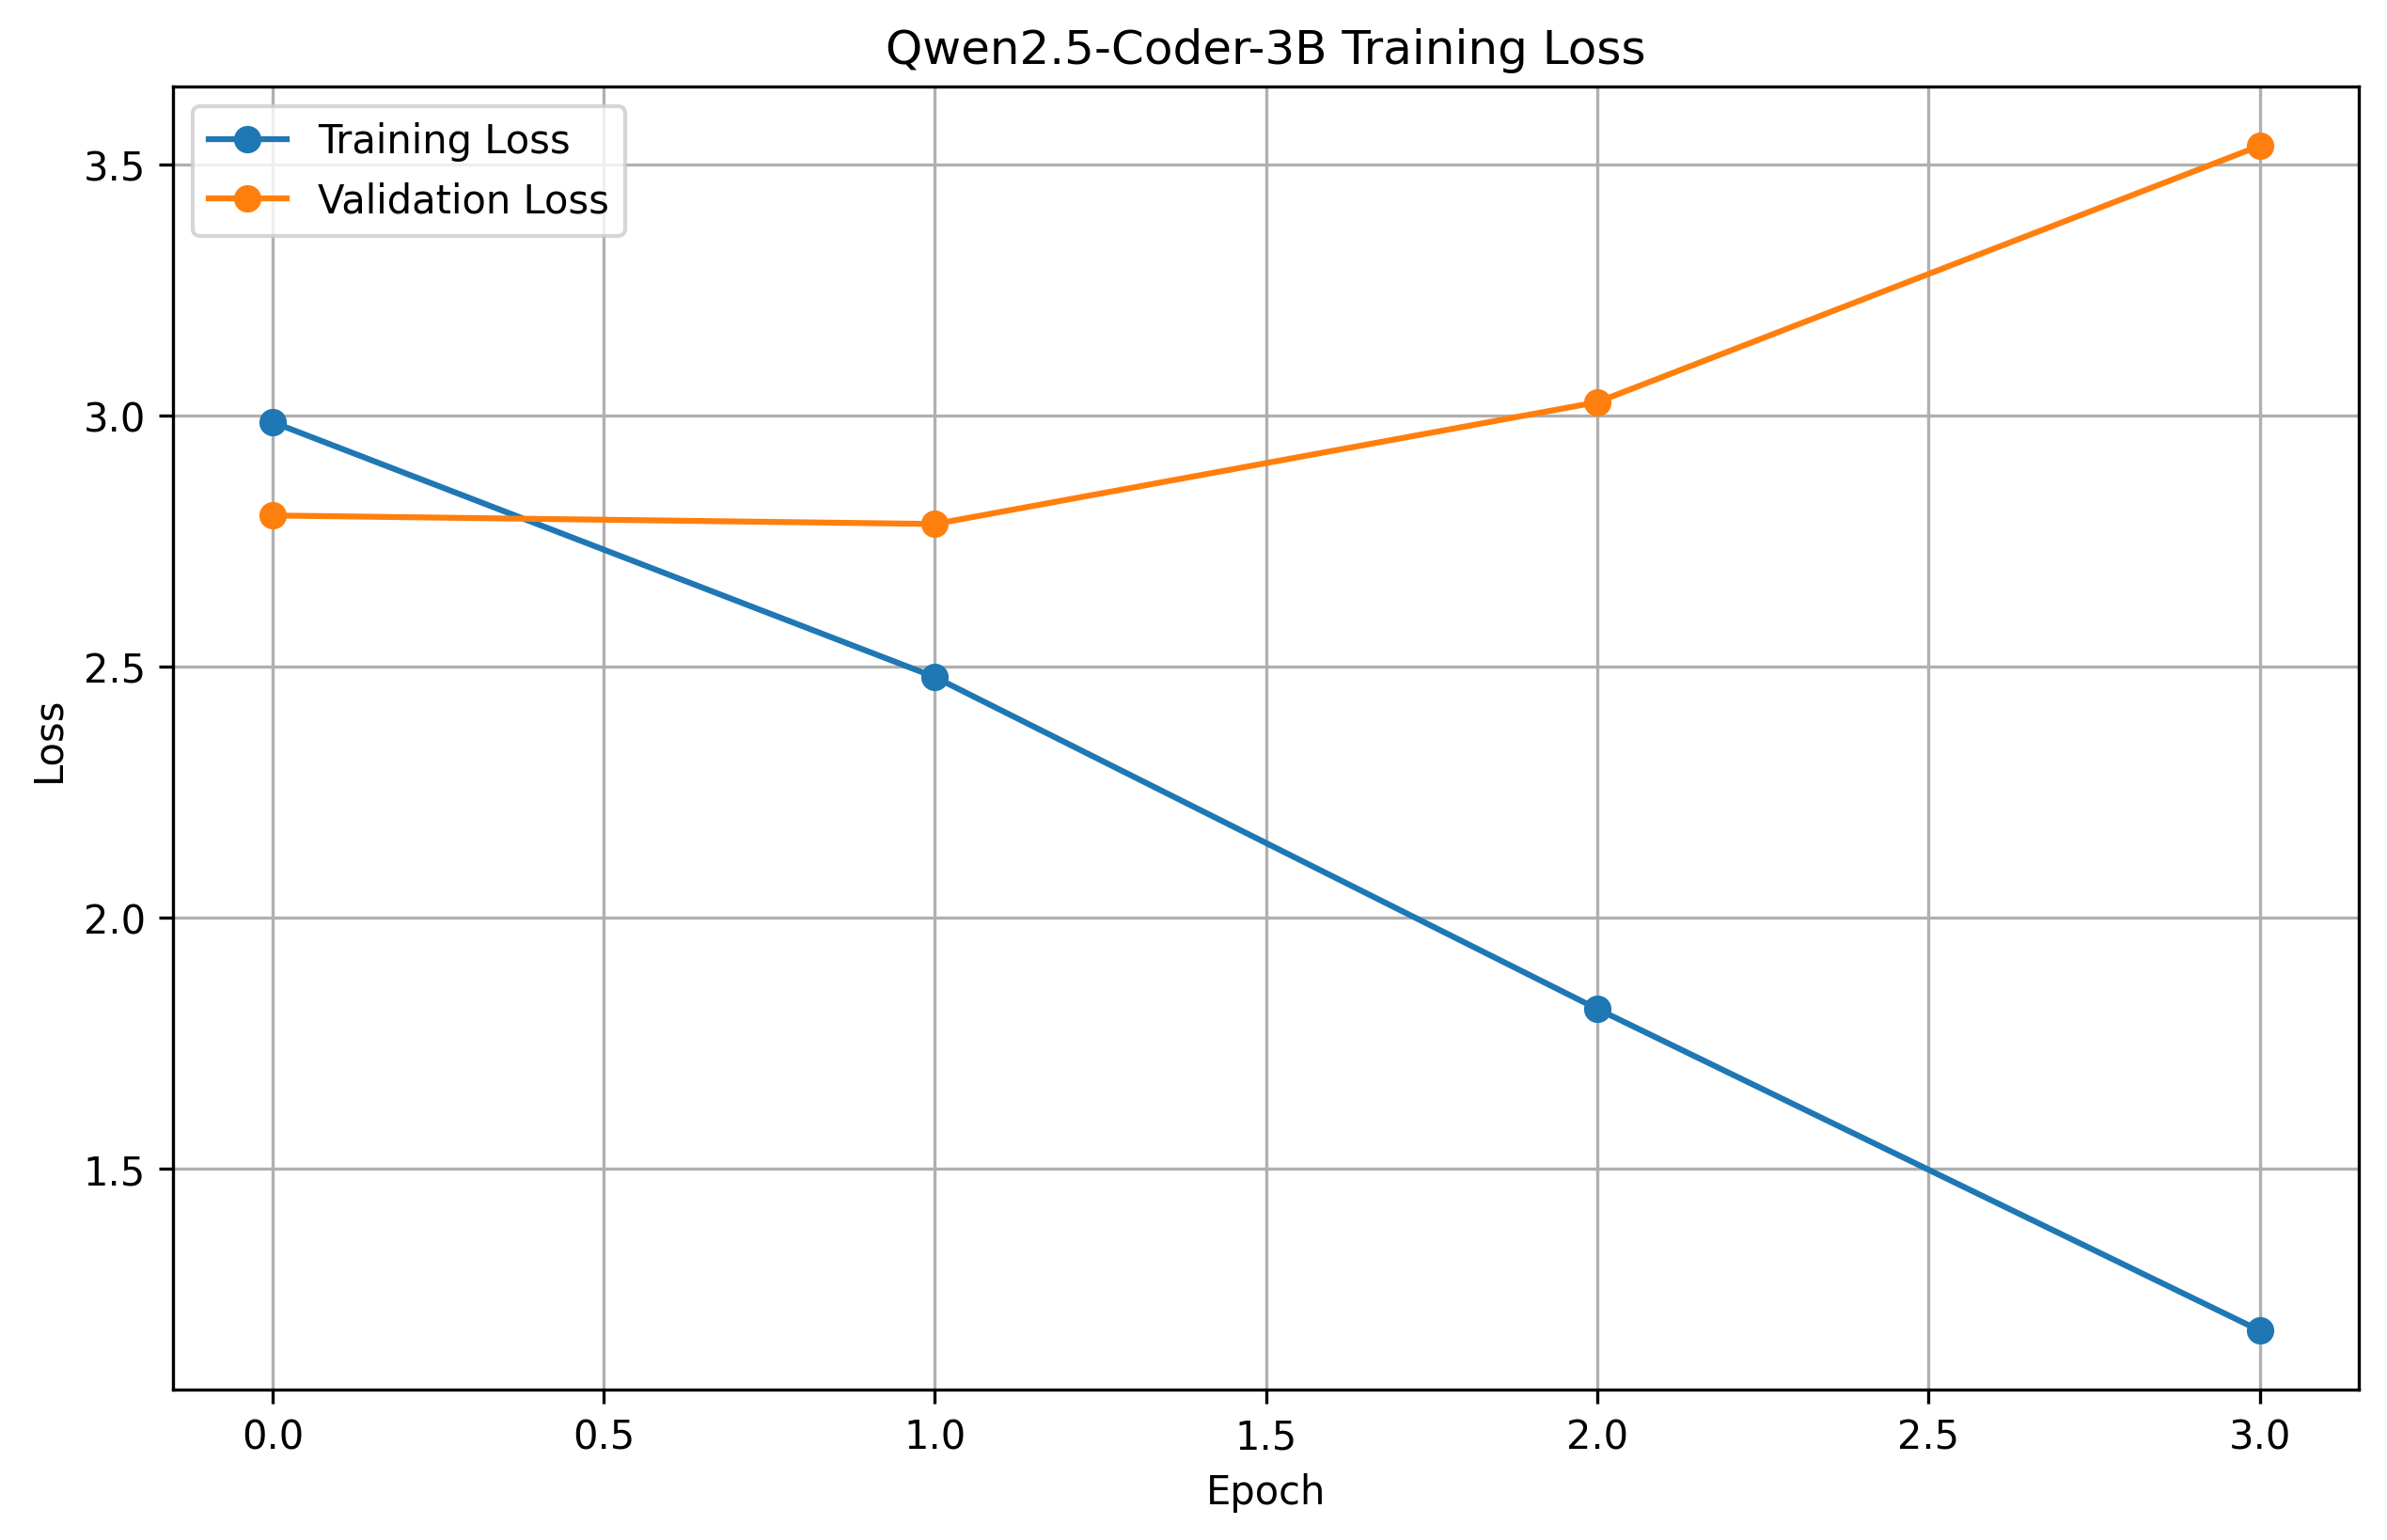 Qwen2.5-Coder-3B Training Loss
Training Loss
Validation Loss
3.5
3.0
2.5
2.0
1.5
Loss
0.0 0.5 1.0 1.5 2.0 2.5 3.0
Epoch